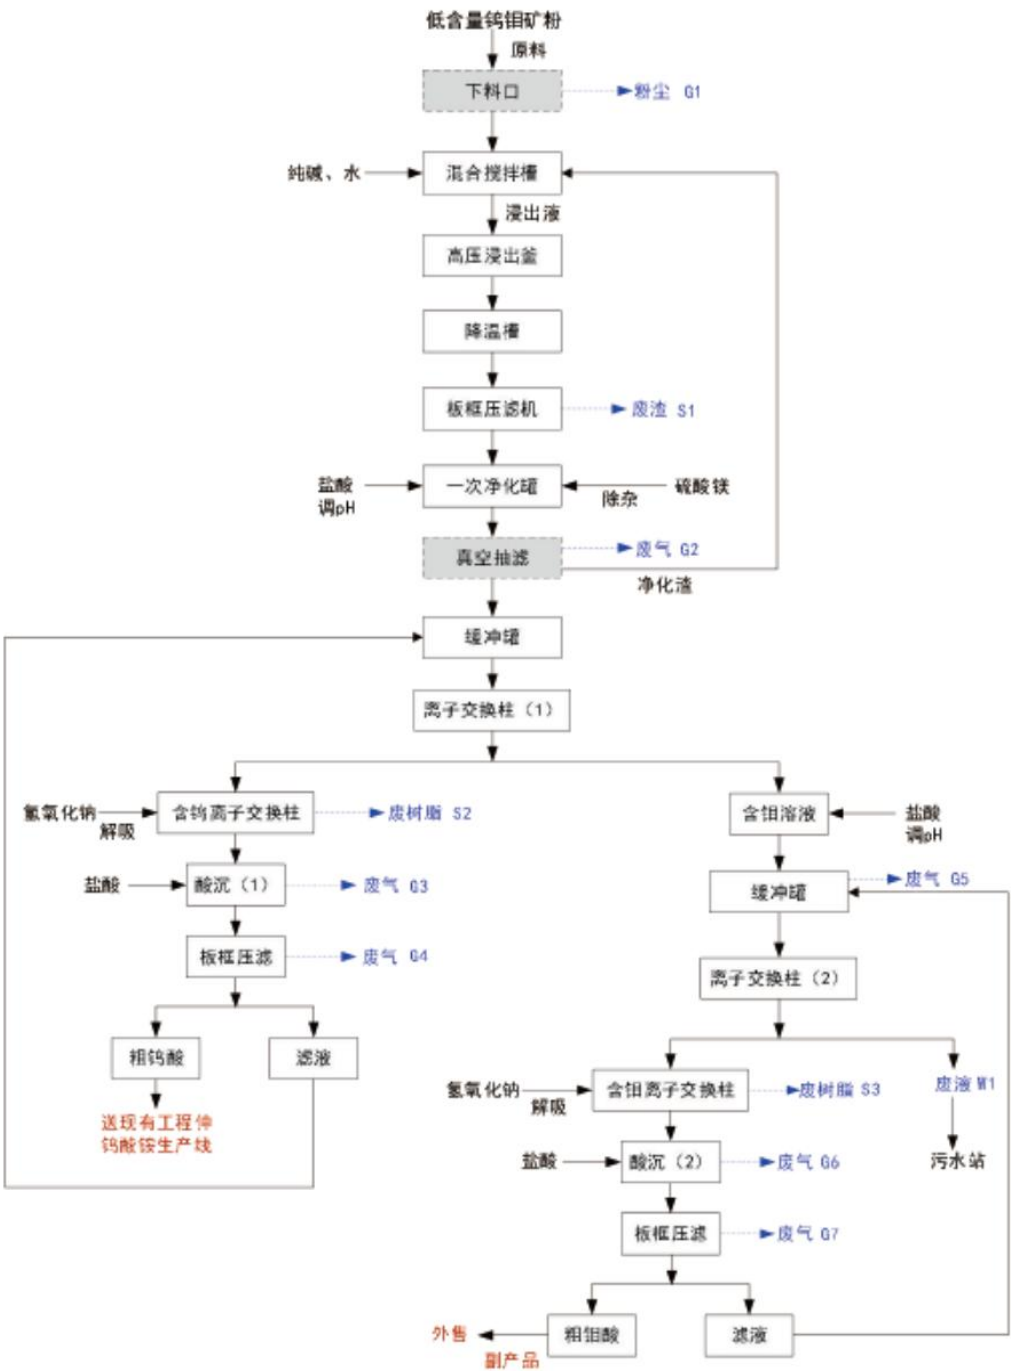 低含量钨钼矿粉
原料
下料口
粉尘 G1
纯碱、水
混合搅拌槽
浸出液
高压浸出釜
降温槽
板框压滤机
废渣 S1
盐酸
调pH
一次净化罐
除杂
硫酸镁
真空抽滤
废气 G2
净化渣
缓冲罐
离子交换柱（1）
氢氧化钠
解吸
含钨离子交换柱
废树脂 S2
含钼溶液
盐酸
调pH
盐酸
酸沉（1）
废气 G3
缓冲罐
废气 G5
板框压滤
废气 G4
离子交换柱（2）
粗钨酸
滤液
送现有工程仲
钨酸铵生产线
氢氧化钠
解吸
含钼离子交换柱
废树脂 S3
废液 W1
盐酸
酸沉（2）
废气 G6
污水站
板框压滤
废气 G7
外售
副产品
粗钼酸
滤液